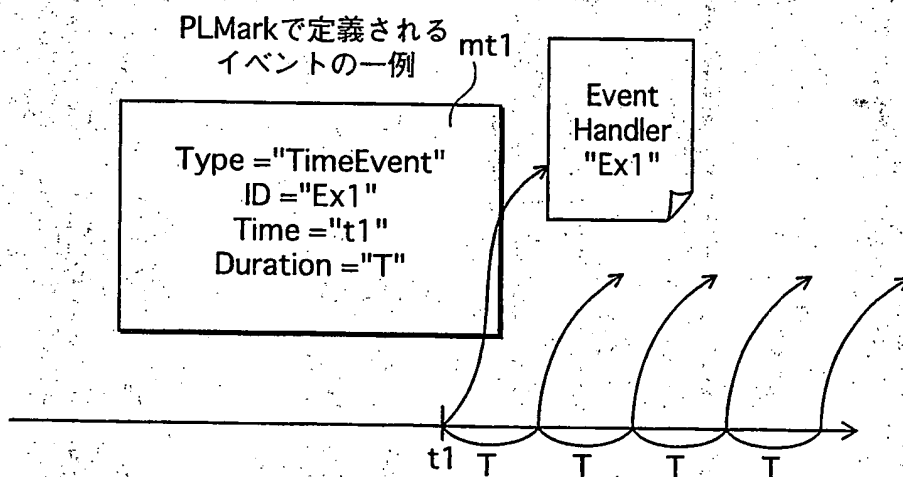 PLMarkで定義される
イベントの一例
mt1
Type ="TimeEvent"
ID ="Ex1"
Time ="t1"
Duration ="T"
Event
Handler
"Ex1"
t1 T T T T